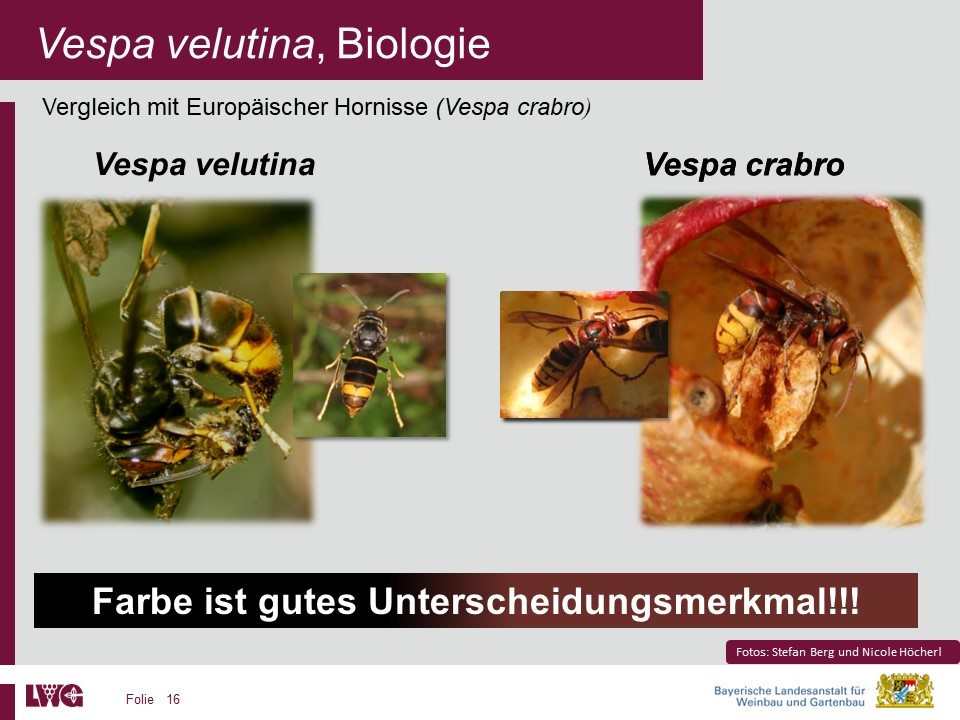 Vespa velutina, Biologie
Vergleich mit Europäischer Hornisse (Vespa crabro)
Vespa velutina
Vespa crabro
Farbe ist gutes Unterscheidungsmerkmal!!!
Fotos: Stefan Berg und Nicole Höcherl
LWG
Folie 16
Bayerische Landesanstalt für
Weinbau und Gartenbau